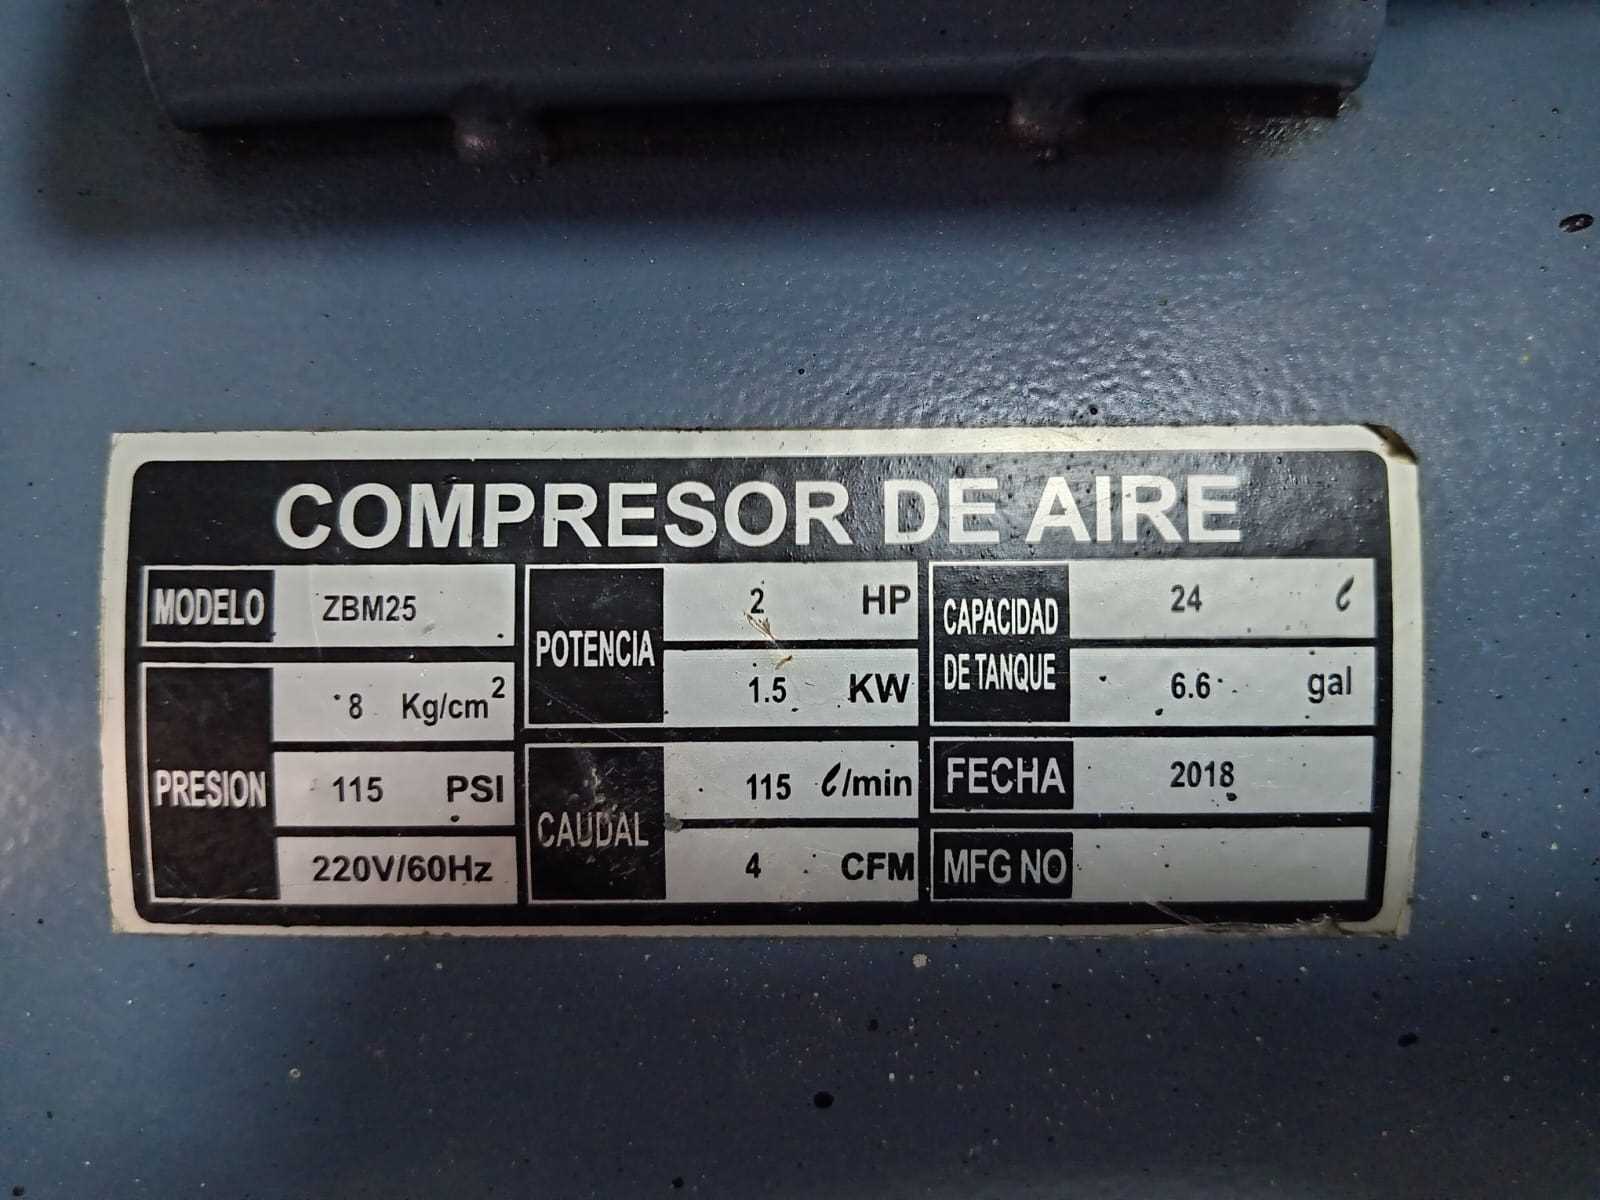 COMPRESOR DE AIRE
MODELO ZBM25
PRESION 8 Kg/cm²
115 PSI
220V/60Hz
POTENCIA 2 HP
1.5 KW
CAUDAL 115 ℓ/min
4 CFM
CAPACIDAD DE TANQUE 24 ℓ
6.6 gal
FECHA 2018
MFG NO